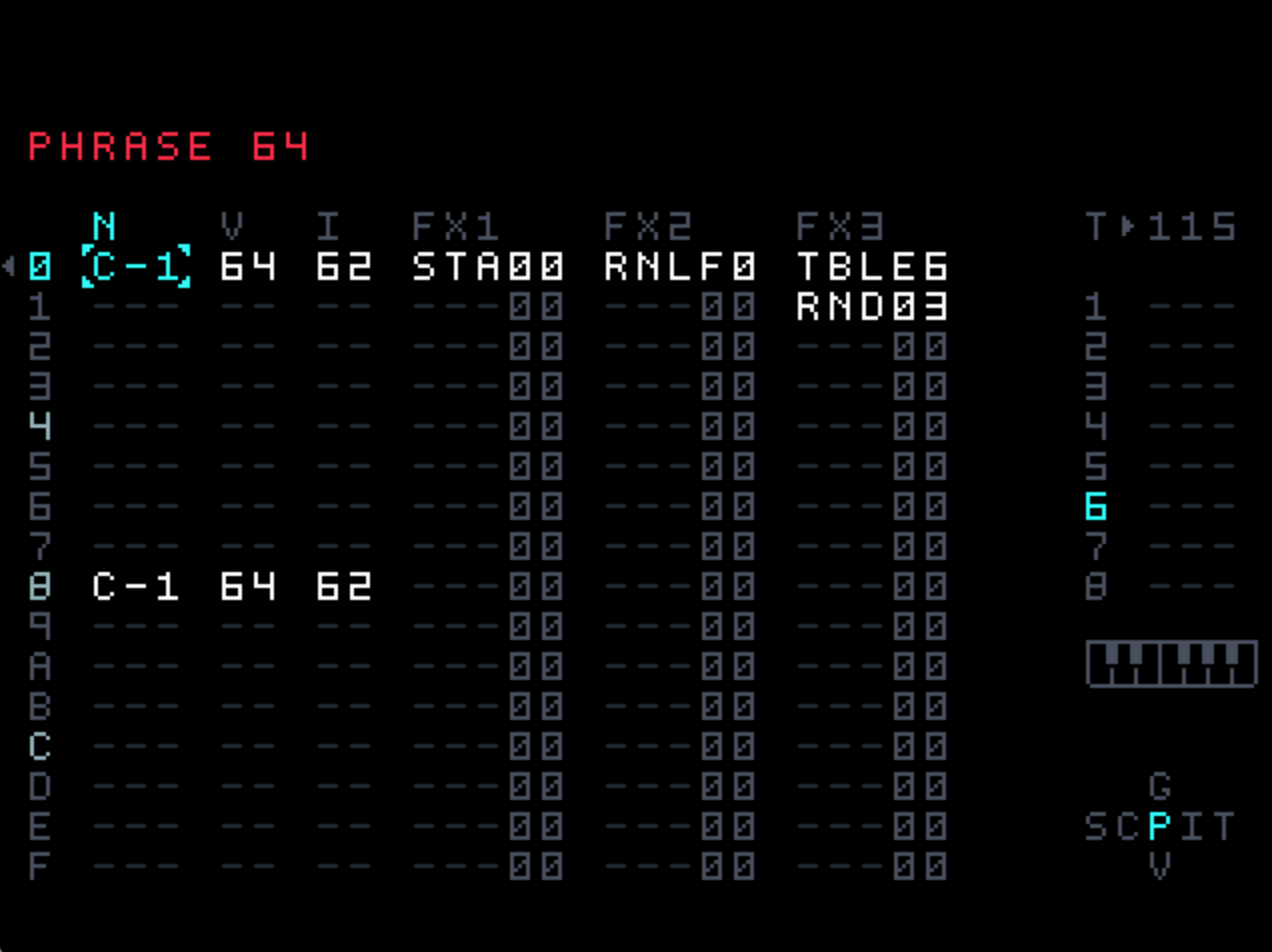 PHRASE 64
N V I FX1 FX2 FX3 T 115
0 C-1 64 62 STA00 RNLF0 TBLE6
1 --- -- -- ---00 ---00 RND03 1 ---
2 --- -- -- ---00 ---00 ---00 2 ---
3 --- -- -- ---00 ---00 ---00 3 ---
4 --- -- -- ---00 ---00 ---00 4 ---
5 --- -- -- ---00 ---00 ---00 5 ---
6 --- -- -- ---00 ---00 ---00 6 ---
7 --- -- -- ---00 ---00 ---00 7 ---
8 C-1 64 62 ---00 ---00 ---00 8 ---
9 --- -- -- ---00 ---00 ---00
A --- -- -- ---00 ---00 ---00
B --- -- -- ---00 ---00 ---00
C --- -- -- ---00 ---00 ---00
D --- -- -- ---00 ---00 ---00 G
E --- -- -- ---00 ---00 ---00 SCPIT
F --- -- -- ---00 ---00 ---00 V